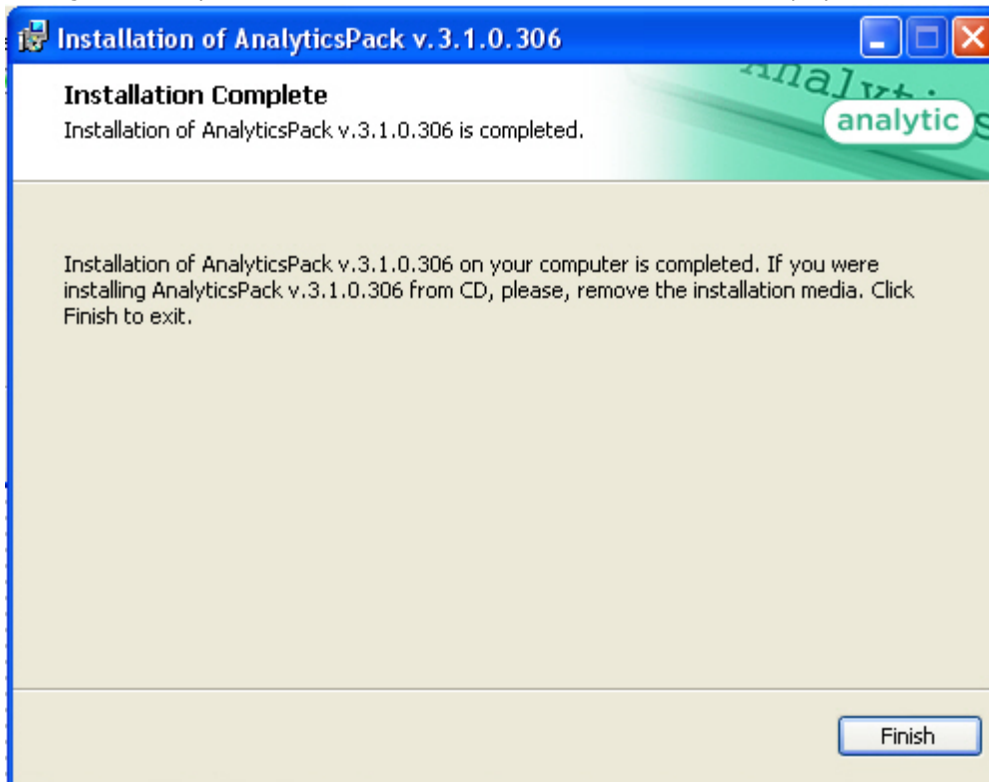 Installation of AnalyticsPack v.3.1.0.306
Installation Complete
Installation of AnalyticsPack v.3.1.0.306 is completed.
analytic
Installation of AnalyticsPack v.3.1.0.306 on your computer is completed. If you were
installing AnalyticsPack v.3.1.0.306 from CD, please, remove the installation media. Click
Finish to exit.
Finish